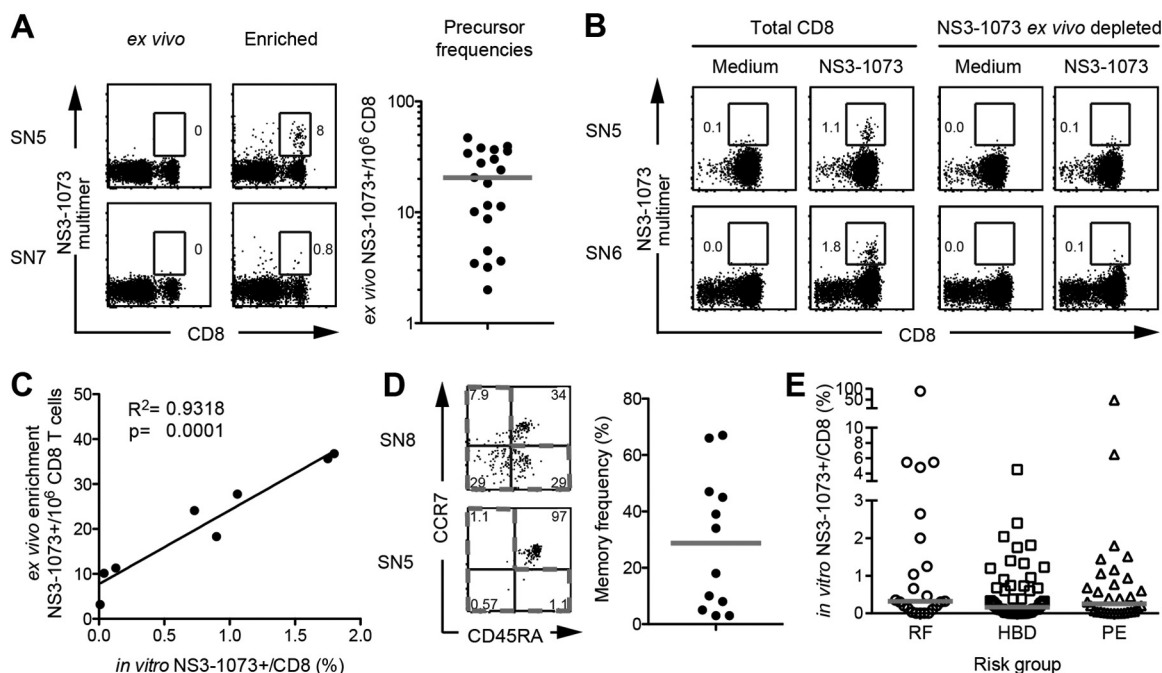 A
ex vivo
Enriched
SN5
0
8
SN7
0
0.8
NS3-1073
multimer
CD8
Precursor
frequencies
ex vivo NS3-1073+/10⁶ CD8
100
10
1
B
Total CD8
NS3-1073 ex vivo depleted
Medium
NS3-1073
Medium
NS3-1073
SN5
0.1
1.1
0.0
0.1
SN6
0.0
1.8
0.0
0.1
NS3-1073
multimer
CD8
C
R²= 0.9318
p= 0.0001
ex vivo enrichment
NS3-1073+/10⁶ CD8 T cells
50
40
30
20
10
0
0.0 0.5 1.0 1.5 2.0
in vitro NS3-1073+/CD8 (%)
D
SN8
7.9 34
29 29
SN5
1.1 97
0.57 1.1
CCR7
CD45RA
Memory frequency (%)
80
60
40
20
0
E
in vitro NS3-1073+/CD8 (%)
100
50
10
8
6
4
3
2
1
0
RF HBD PE
Risk group